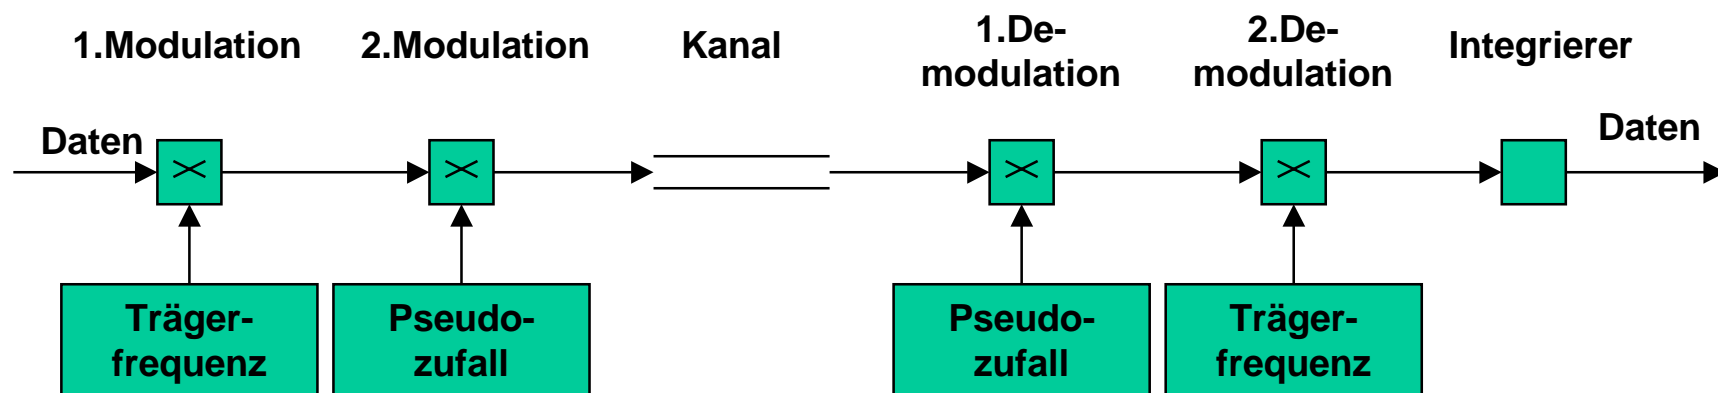 1.Modulation
2.Modulation
Kanal
1.De-
modulation
2.De-
modulation
Integrierer
Daten
Daten
Träger-
frequenz
Pseudo-
zufall
Pseudo-
zufall
Träger-
frequenz